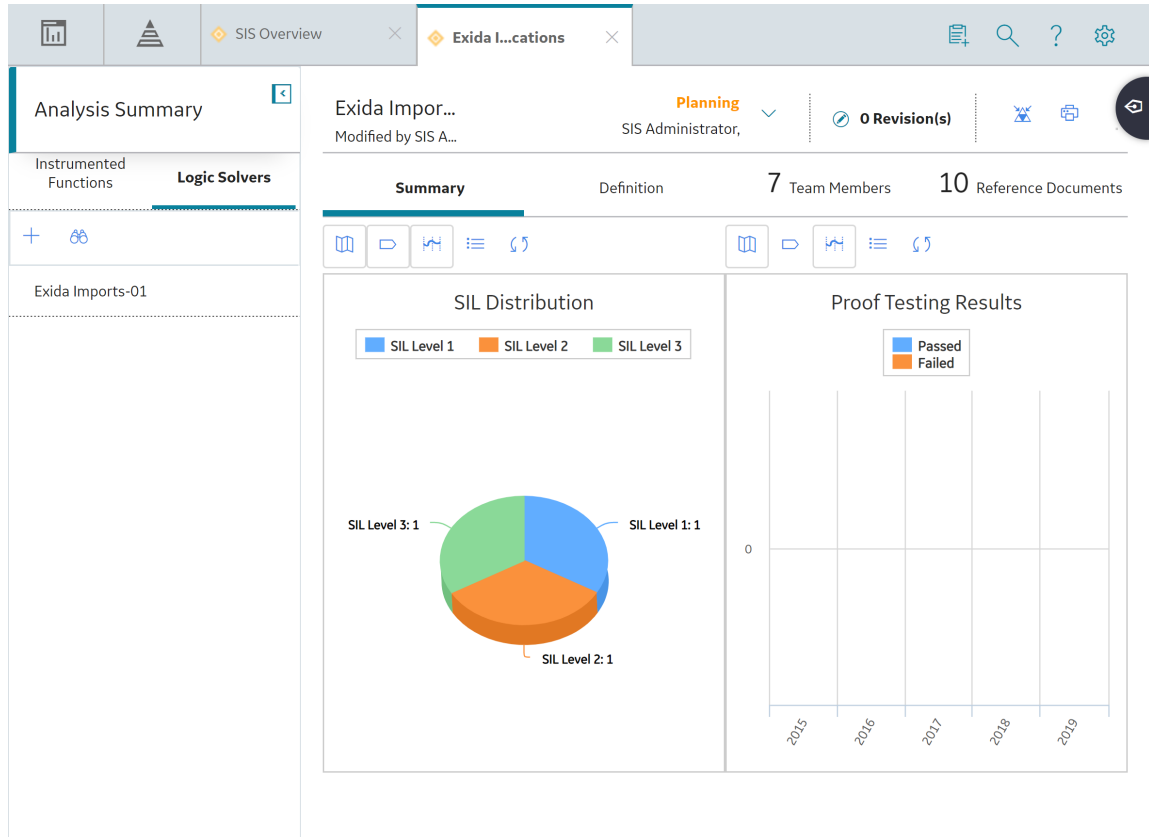 SIS Overview
Exida I...cations
Analysis Summary
Instrumented
Functions
Logic Solvers
Exida Imports-01
Exida Impor...
Modified by SIS A...
Planning
SIS Administrator,
0 Revision(s)
Summary
Definition
7 Team Members
10 Reference Documents
SIL Distribution
SIL Level 1
SIL Level 2
SIL Level 3
SIL Level 3: 1
SIL Level 1: 1
SIL Level 2: 1
Proof Testing Results
Passed
Failed
0
2015
2016
2017
2018
2019